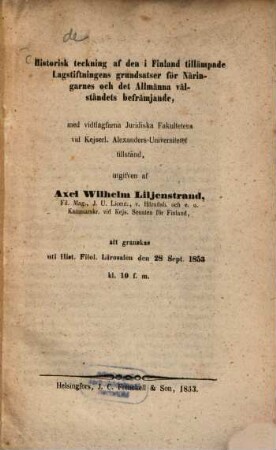 de
Historisk teckning af den i Finland tillämpade
Lagstiftningens grundsatser för Närin-
garnes och det Allmänna väl-
ståndets befrämjande,
med vidtlagfarna Juridiska Fakultetens
vid Kejserl. Alexanders-Universitetet
tillstånd,
utgifven af
Axel Wilhelm Liljenstrand,
Fil. Mag., J. U. Licent., v. Häradsh. och e. o.
Kammarskr. vid Kejs. Senaten för Finland,
att granskas
uti Hist. Filol. Lärosalen den 28 Sept. 1853
kl. 10 f. m.
Helsingfors, J. C. Frenckell & Son, 1853.